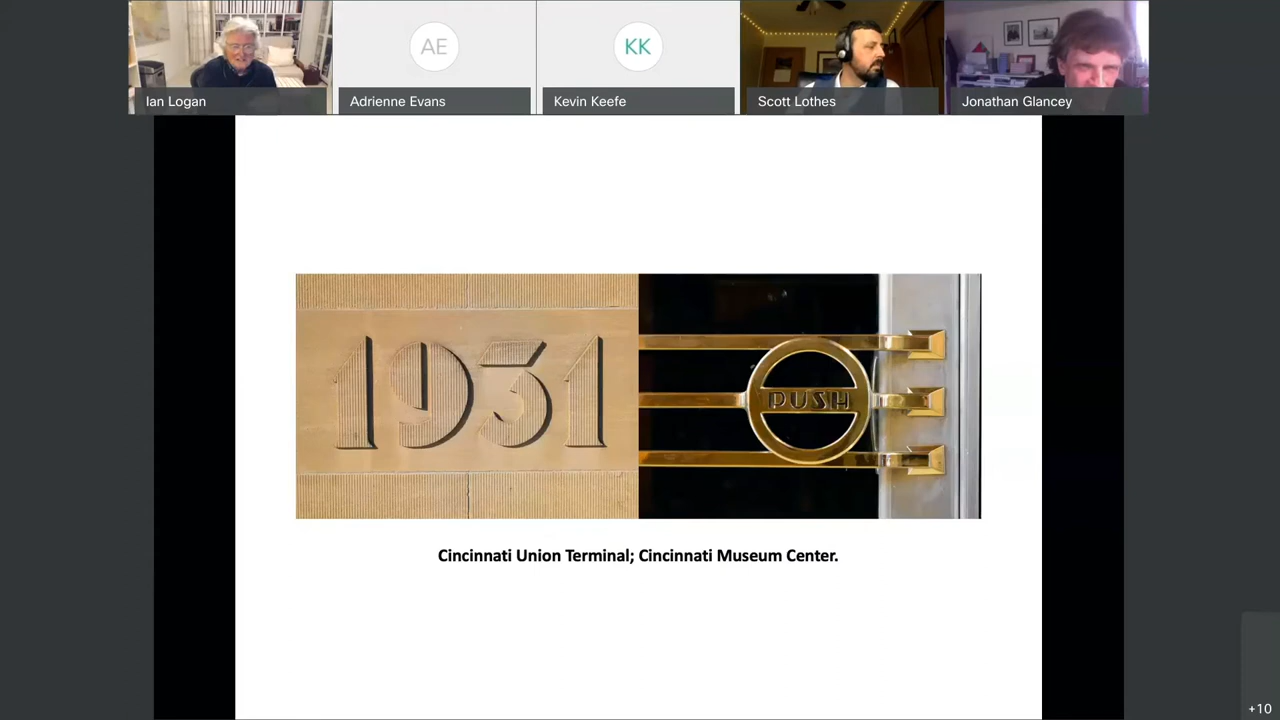 Ian Logan
AE
Adrienne Evans
KK
Kevin Keefe
Scott Lothes
Jonathan Glancey
1931
PUSH
Cincinnati Union Terminal; Cincinnati Museum Center.
+10